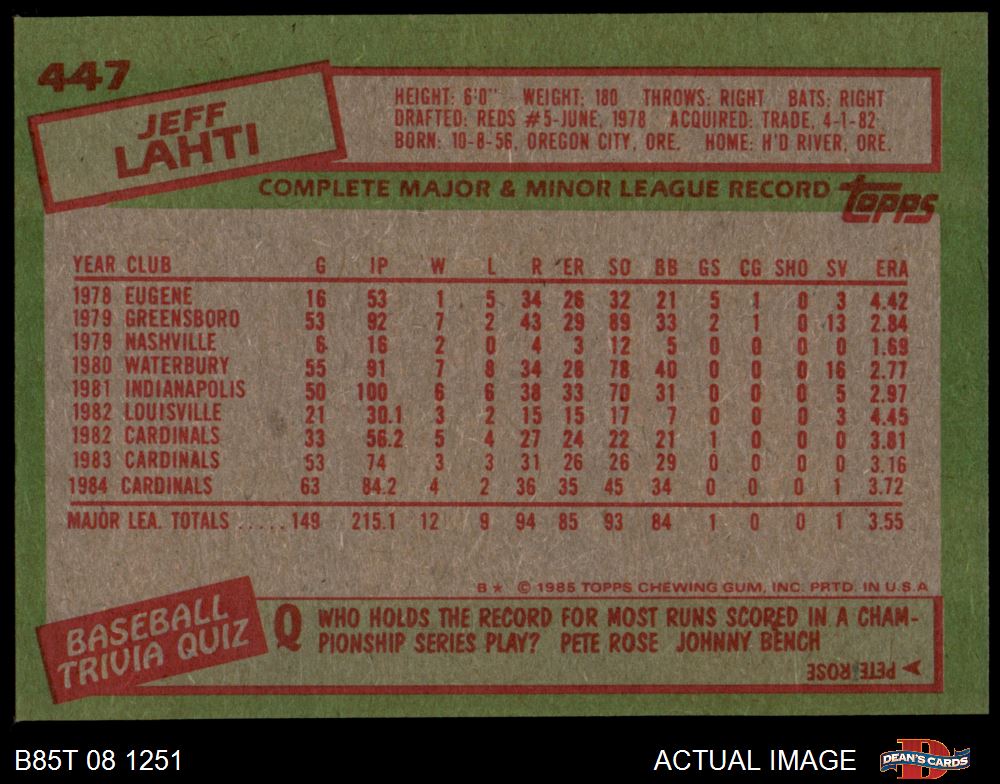 447
JEFF
LAHTI
HEIGHT: 6'0" WEIGHT: 180 THROWS: RIGHT BATS: RIGHT
DRAFTED: REDS #5-JUNE, 1978 ACQUIRED: TRADE, 4-1-82
BORN: 10-8-56, OREGON CITY, ORE. HOME: H'D RIVER, ORE.
COMPLETE MAJOR & MINOR LEAGUE RECORD topps
YEAR CLUB G IP W L R ER SO BB GS CG SHO SV ERA
1978 EUGENE 16 53 1 5 34 26 32 21 5 1 0 3 4.42
1979 GREENSBORO 53 92 7 2 43 29 89 33 2 1 0 13 2.84
1979 NASHVILLE 6 16 2 0 4 3 12 5 0 0 0 0 1.69
1980 WATERBURY 55 91 7 8 34 28 78 40 0 0 0 16 2.77
1981 INDIANAPOLIS 50 100 6 6 38 33 70 31 0 0 0 5 2.97
1982 LOUISVILLE 21 30.1 3 2 15 15 17 7 0 0 0 3 4.45
1982 CARDINALS 33 56.2 5 4 27 24 22 21 1 0 0 0 3.81
1983 CARDINALS 53 74 3 3 31 26 26 29 0 0 0 0 3.16
1984 CARDINALS 63 84.2 4 2 36 35 45 34 0 0 0 1 3.72
MAJOR LEA. TOTALS ..... 149 215.1 12 9 94 85 93 84 1 0 0 1 3.55
B* © 1985 TOPPS CHEWING GUM, INC. PRTD. IN U.S.A
BASEBALL
TRIVIA QUIZ
Q WHO HOLDS THE RECORD FOR MOST RUNS SCORED IN A CHAM-
PIONSHIP SERIES PLAY? PETE ROSE JOHNNY BENCH
PETE ROSE
B85T 08 1251
ACTUAL IMAGE
DEAN'S CARDS